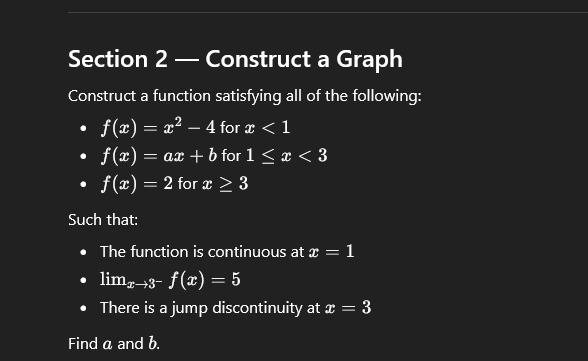 Section 2 — Construct a Graph
Construct a function satisfying all of the following:
• f(x) = x² − 4 for x < 1
• f(x) = ax + b for 1 ≤ x < 3
• f(x) = 2 for x ≥ 3
Such that:
• The function is continuous at x = 1
• limₓ→₃₋ f(x) = 5
• There is a jump discontinuity at x = 3
Find a and b.